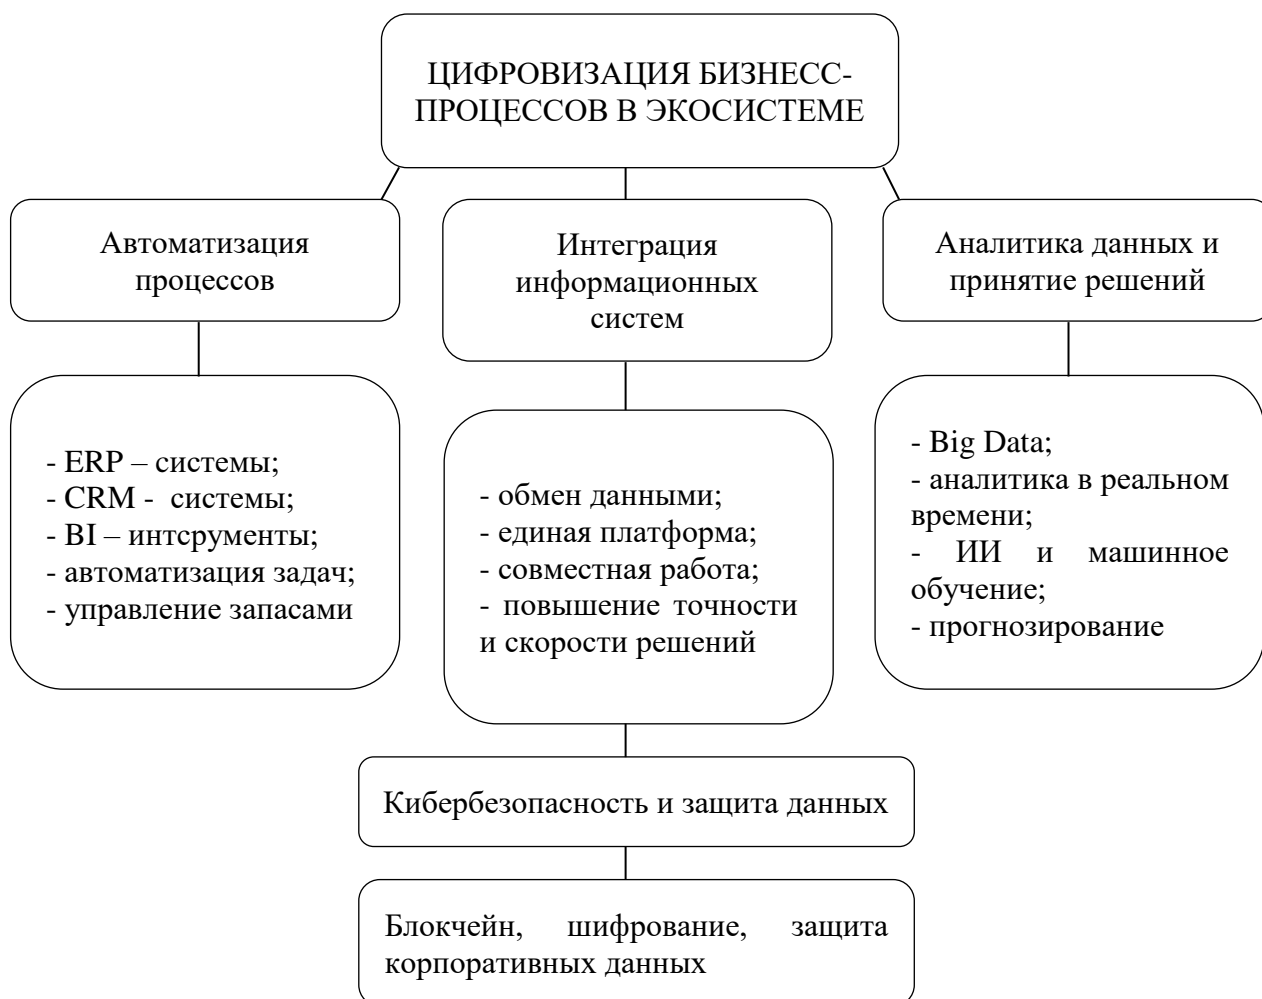 ЦИФРОВИЗАЦИЯ БИЗНЕСС-
ПРОЦЕССОВ В ЭКОСИСТЕМЕ
Автоматизация
процессов
Интеграция
информационных
систем
Аналитика данных и
принятие решений
- ERP – системы;
- CRM -  системы;
- BI – интсрументы;
- автоматизация задач;
- управление запасами
- обмен данными;
- единая платформа;
- совместная работа;
- повышение точности
и скорости решений
- Big Data;
- аналитика в реальном
времени;
- ИИ и машинное
обучение;
- прогнозирование
Кибербезопасность и защита данных
Блокчейн, шифрование, защита
корпоративных данных